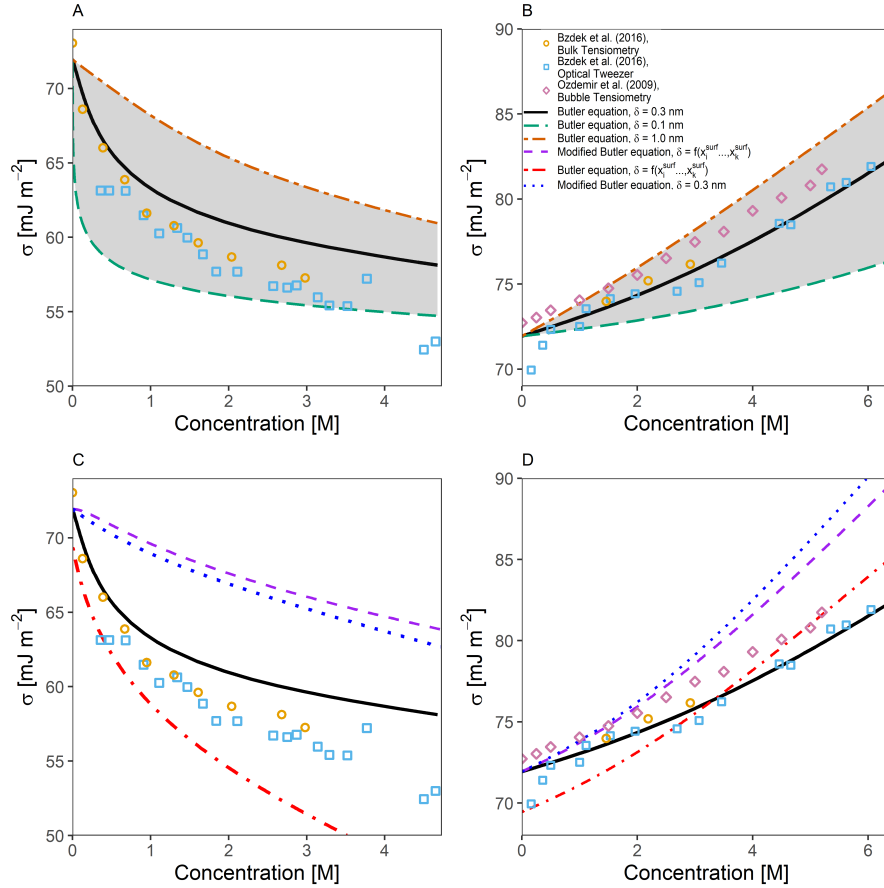 A
70
65
60
55
50
σ [mJ m−2]
0
1
2
3
4
Concentration [M]
B
90
85
80
75
70
σ [mJ m−2]
0
2
4
6
Concentration [M]
Bzdek et al. (2016),
Bulk Tensiometry
Bzdek et al. (2016),
Optical Tweezer
Ozdemir et al. (2009),
Bubble Tensiometry
Butler equation, δ = 0.3 nm
Butler equation, δ = 0.1 nm
Butler equation, δ = 1.0 nm
Modified Butler equation, δ = f(x_i^surf...,x_k^surf)
Butler equation, δ = f(x_i^surf...,x_k^surf)
Modified Butler equation, δ = 0.3 nm
C
70
65
60
55
50
σ [mJ m−2]
0
1
2
3
4
Concentration [M]
D
90
85
80
75
70
σ [mJ m−2]
0
2
4
6
Concentration [M]